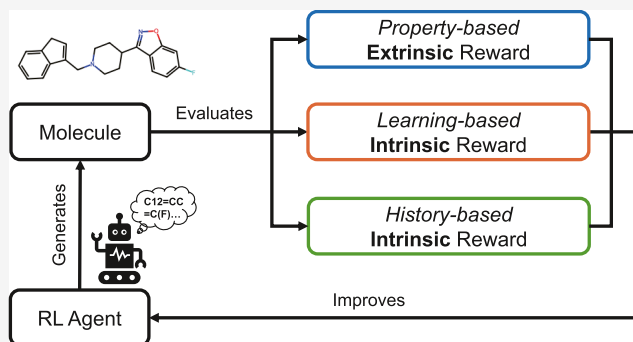 N
O
N
F
Property-based
Extrinsic Reward
Molecule
Evaluates
Learning-based
Intrinsic Reward
C12=CC
=C(F)...
Generates
History-based
Intrinsic Reward
RL Agent
Improves